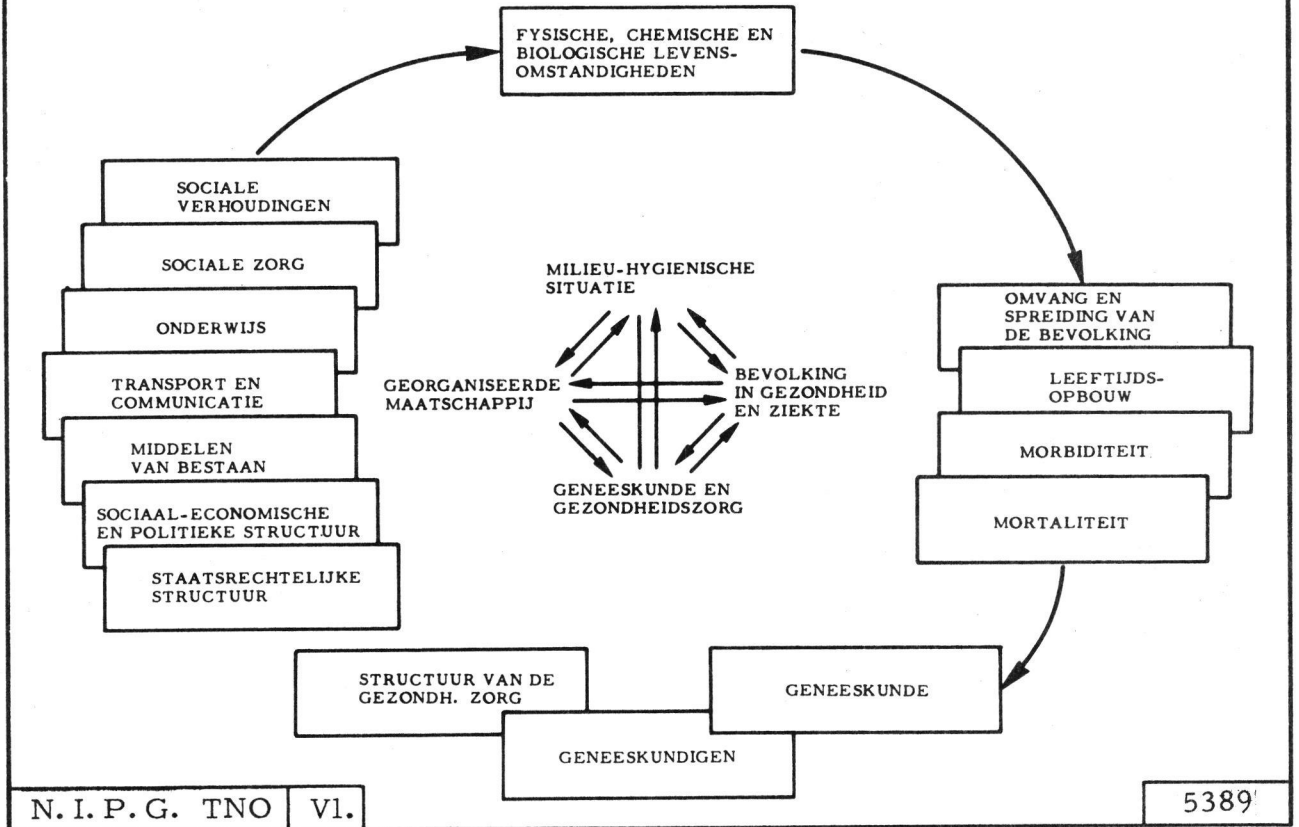 FYSISCHE, CHEMISCHE EN
BIOLOGISCHE LEVENS-
OMSTANDIGHEDEN
SOCIALE
VERHOUDINGEN
SOCIALE ZORG
ONDERWIJS
TRANSPORT EN
COMMUNICATIE
MIDDELEN
VAN BESTAAN
SOCIAAL-ECONOMISCHE
EN POLITIEKE STRUCTUUR
STAATSRECHTELIJKE
STRUCTUUR
MILIEU-HYGIENISCHE
SITUATIE
GEORGANISEERDE
MAATSCHAPPIJ
BEVOLKING
IN GEZONDHEID
EN ZIEKTE
GENEESKUNDE EN
GEZONDHEIDSZORG
OMVANG EN
SPREIDING VAN
DE BEVOLKING
LEEFTIJDS-
OPBOUW
MORBIDITEIT
MORTALITEIT
STRUCTUUR VAN DE
GEZONDH. ZORG
GENEESKUNDIGEN
GENEESKUNDE
N.I.P.G. TNO V1.
5389